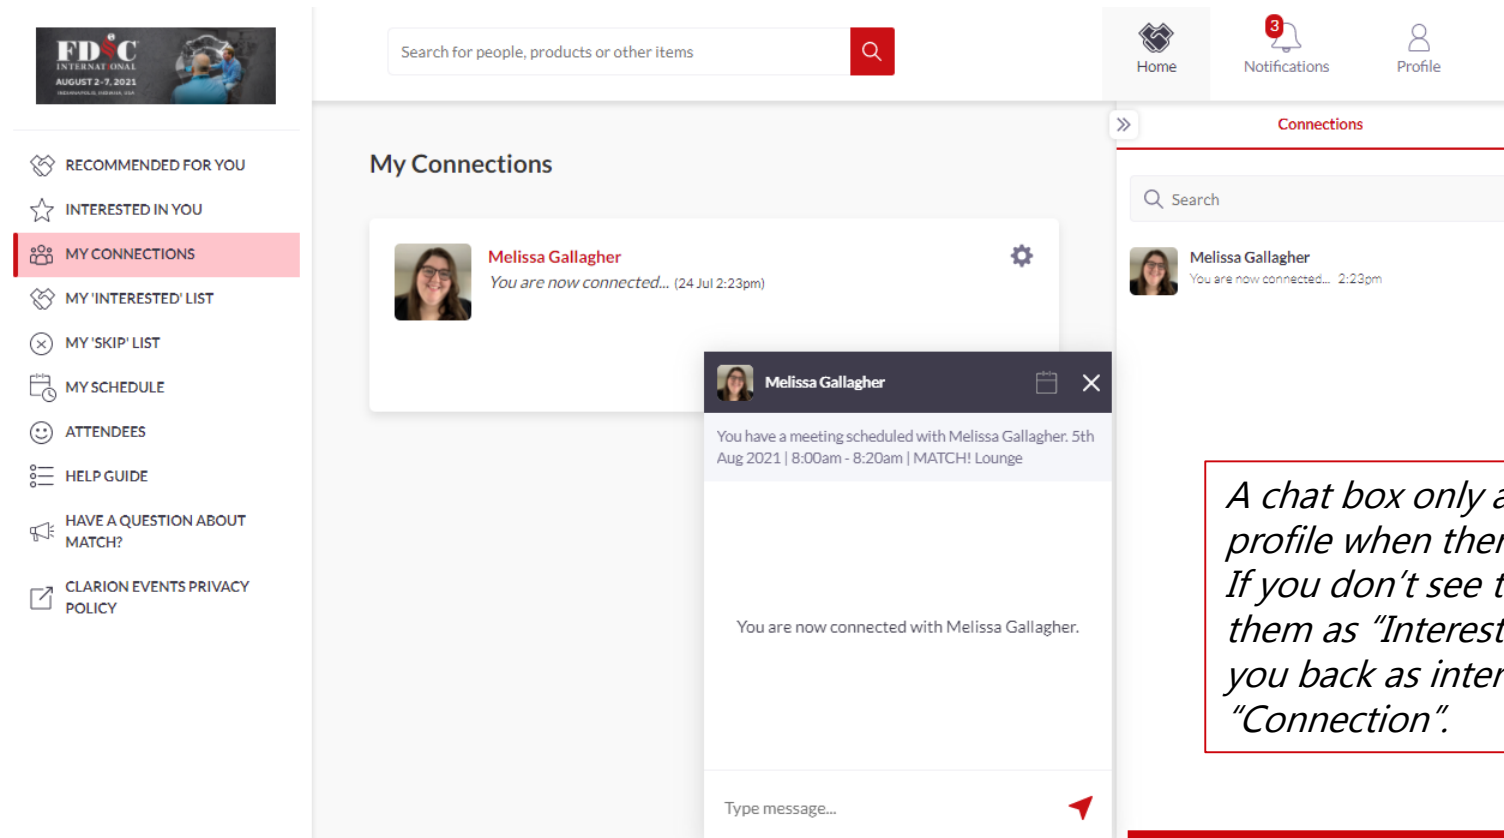 FDIC
INTERNATIONAL
AUGUST 2-7, 2021
INDIANAPOLIS, INDIANA, USA
Search for people, products or other items
Home
3
Notifications
Profile
RECOMMENDED FOR YOU
INTERESTED IN YOU
MY CONNECTIONS
MY 'INTERESTED' LIST
MY 'SKIP' LIST
MY SCHEDULE
ATTENDEES
HELP GUIDE
HAVE A QUESTION ABOUT
MATCH?
CLARION EVENTS PRIVACY
POLICY
My Connections
Melissa Gallagher
You are now connected... (24 Jul 2:23pm)
Melissa Gallagher
You have a meeting scheduled with Melissa Gallagher. 5th
Aug 2021 | 8:00am - 8:20am | MATCH! Lounge
You are now connected with Melissa Gallagher.
Type message...
Connections
Search
Melissa Gallagher
You are now connected... 2:23pm
A chat box only
profile when
If you don't see
them as "Interest
you back as
"Connection".